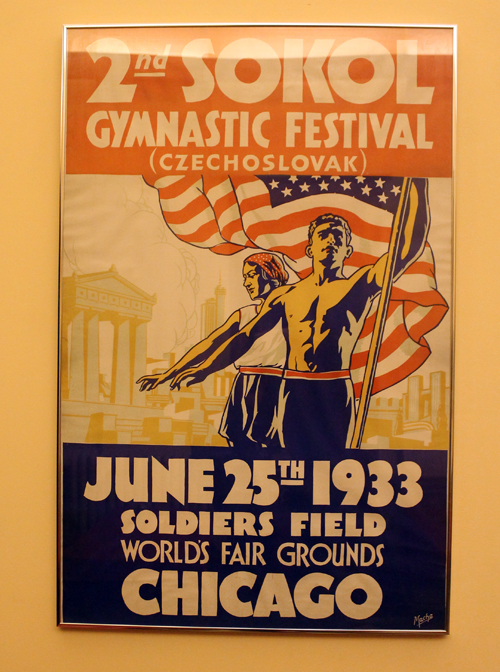 2nd SOKOL
GYMNASTIC FESTIVAL
(CZECHOSLOVAK)
JUNE 25TH 1933
SOLDIERS FIELD
WORLD'S FAIR GROUNDS
CHICAGO